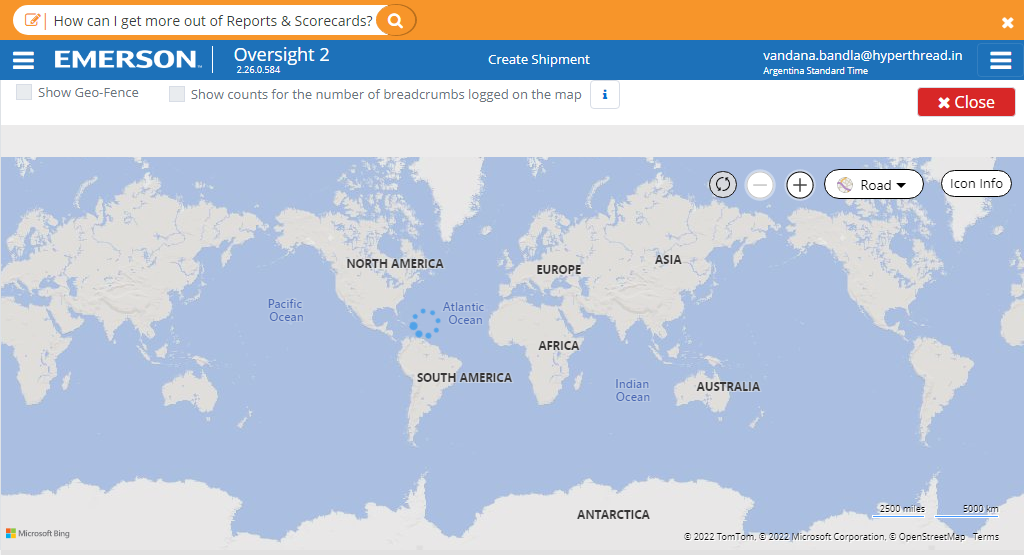 How can I get more out of Reports & Scorecards?
EMERSON
Oversight 2
2.26.0.584
Create Shipment
vandana.bandla@hyperthread.in
Argentina Standard Time
Show Geo-Fence
Show counts for the number of breadcrumbs logged on the map
i
Close
Road
Icon Info
NORTH AMERICA
EUROPE
ASIA
Pacific
Ocean
Atlantic
Ocean
AFRICA
SOUTH AMERICA
Indian
Ocean
AUSTRALIA
ANTARCTICA
2500 miles
5000 km
Microsoft Bing
© 2022 TomTom, © 2022 Microsoft Corporation, © OpenStreetMap
Terms